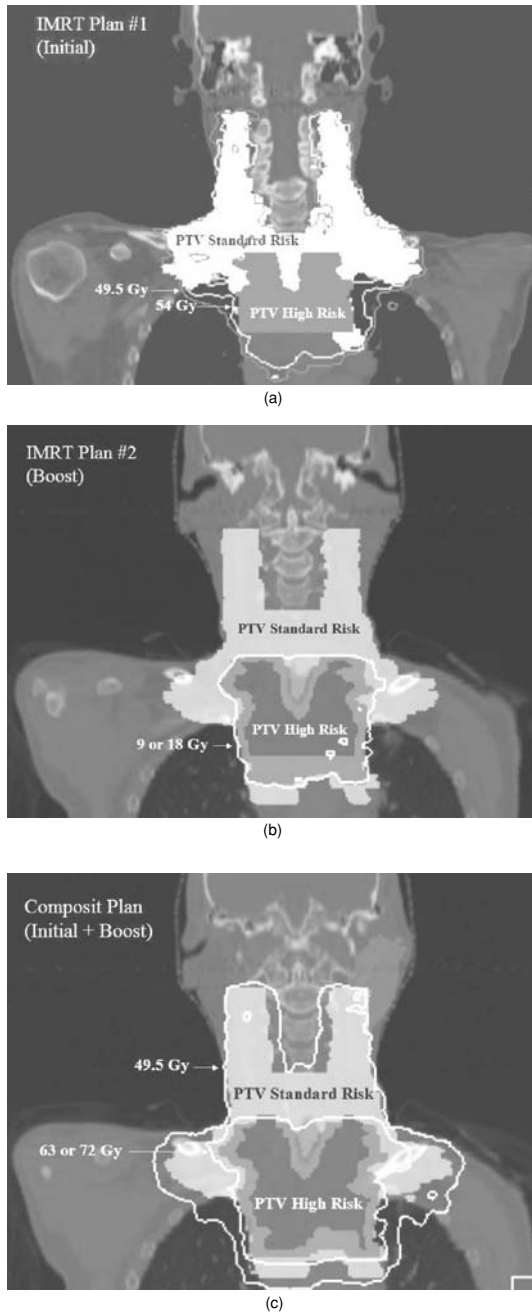 IMRT Plan #1
(Initial)
PTV Standard Risk
49.5 Gy
54 Gy
PTV High Risk
(a)
IMRT Plan #2
(Boost)
PTV Standard Risk
PTV High Risk
9 or 18 Gy
(b)
Composit Plan
(Initial + Boost)
49.5 Gy
PTV Standard Risk
63 or 72 Gy
PTV High Risk
(c)